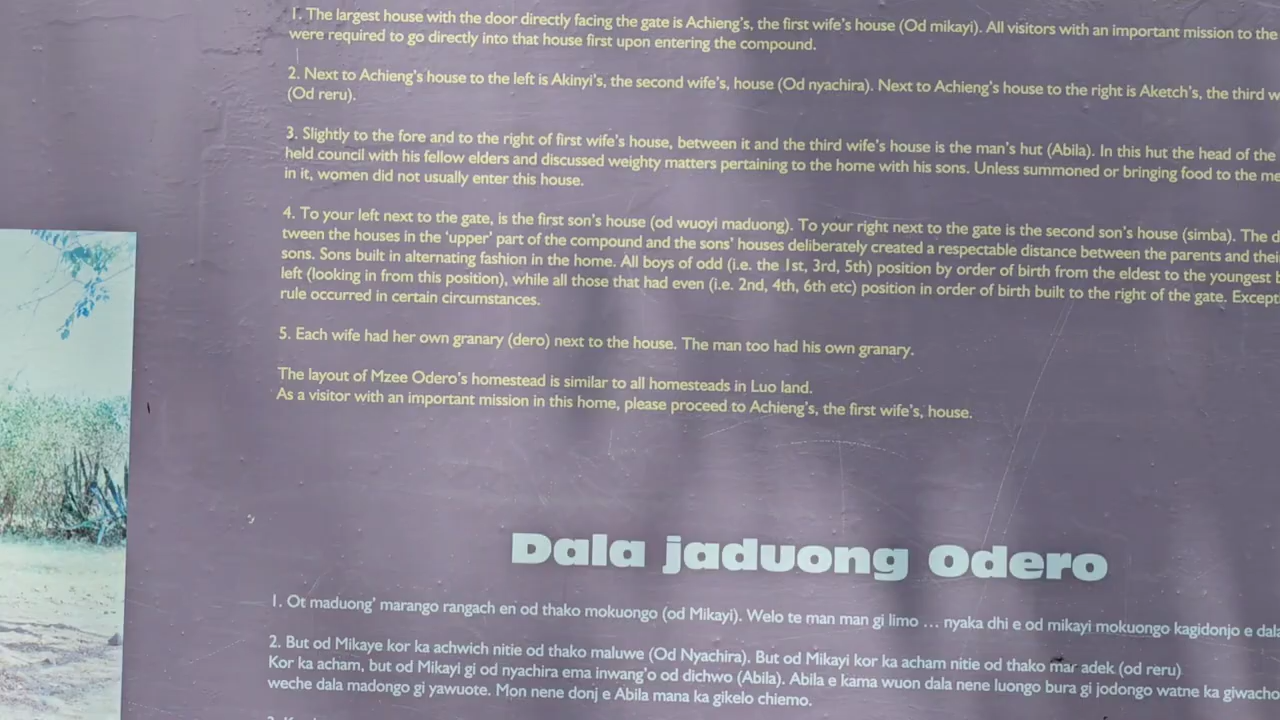 1. The largest house with the door directly facing the gate is Achieng's, the first wife's house (Od mikayi). All visitors with an important mission to the
were required to go directly into that house first upon entering the compound.
2. Next to Achieng's house to the left is Akinyi's, the second wife's, house (Od nyachira). Next to Achieng's house to the right is Aketch's, the third w
(Od reru).
3. Slightly to the fore and to the right of first wife's house, between it and the third wife's house is the man's hut (Abila). In this hut the head of the
held council with his fellow elders and discussed weighty matters pertaining to the home with his sons. Unless summoned or bringing food to the me
in it, women did not usually enter this house.
4. To your left next to the gate, is the first son's house (od wuoyi maduong). To your right next to the gate is the second son's house (simba). The d
tween the houses in the 'upper' part of the compound and the sons' houses deliberately created a respectable distance between the parents and thei
sons. Sons built in alternating fashion in the home. All boys of odd (i.e. the 1st, 3rd, 5th) position by order of birth from the eldest to the youngest b
left (looking in from this position), while all those that had even (i.e. 2nd, 4th, 6th etc) position in order of birth built to the right of the gate. Except
rule occurred in certain circumstances.
5. Each wife had her own granary (dero) next to the house. The man too had his own granary.
The layout of Mzee Odero's homestead is similar to all homesteads in Luo land.
As a visitor with an important mission in this home, please proceed to Achieng's, the first wife's, house.
Dala jaduong Odero
1. Ot maduong' marango rangach en od thako mokuongo (od Mikayi). Welo te man man gi limo ... nyaka dhi e od mikayi mokuongo kagidonjo e dala
2. But od Mikaye kor ka achwich nitie od thako maluwe (Od Nyachira). But od Mikayi kor ka acham nitie od thako mar adek (od reru)
Kor ka acham, but od Mikayi gi od nyachira ema inwang'o od dichwo (Abila). Abila e kama wuon dala nene luongo bura gi jodongo watne ka giwacho
weche dala madongo gi yawuote. Mon nene donj e Abila mana ka gikelo chiemo.